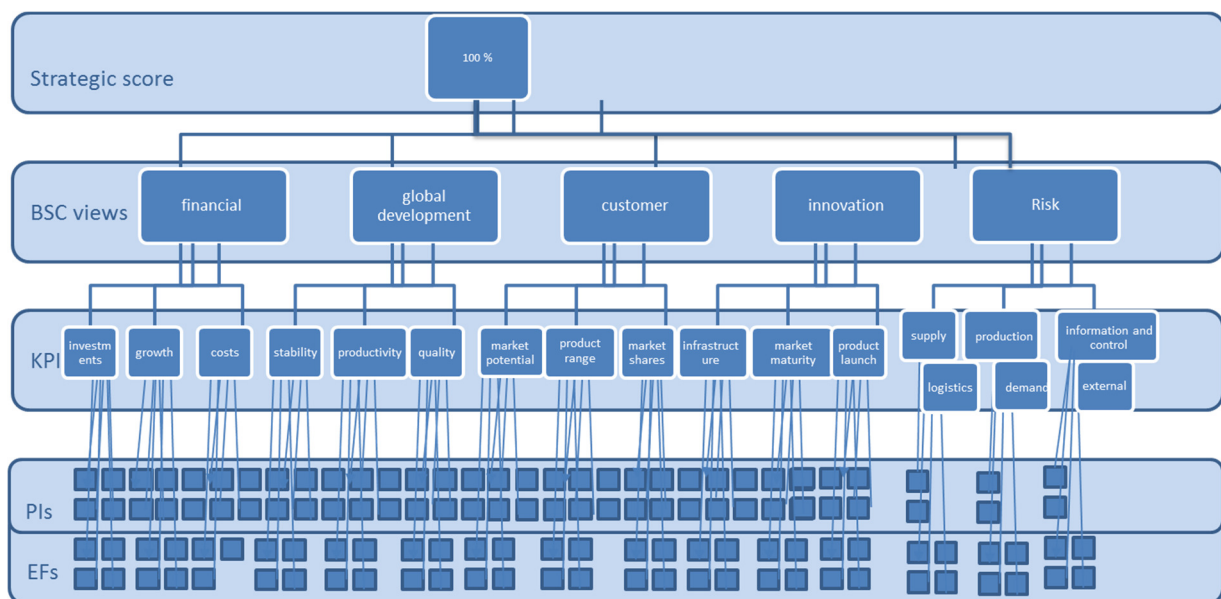 100 %
Strategic score
BSC views
financial
global
development
customer
innovation
Risk
KPI
investm
ents
growth
costs
stability
productivity
quality
market
potential
product
range
market
shares
infrastruct
ure
market
maturity
product
launch
supply
production
information and
control
logistics
demand
external
PIs
EFs